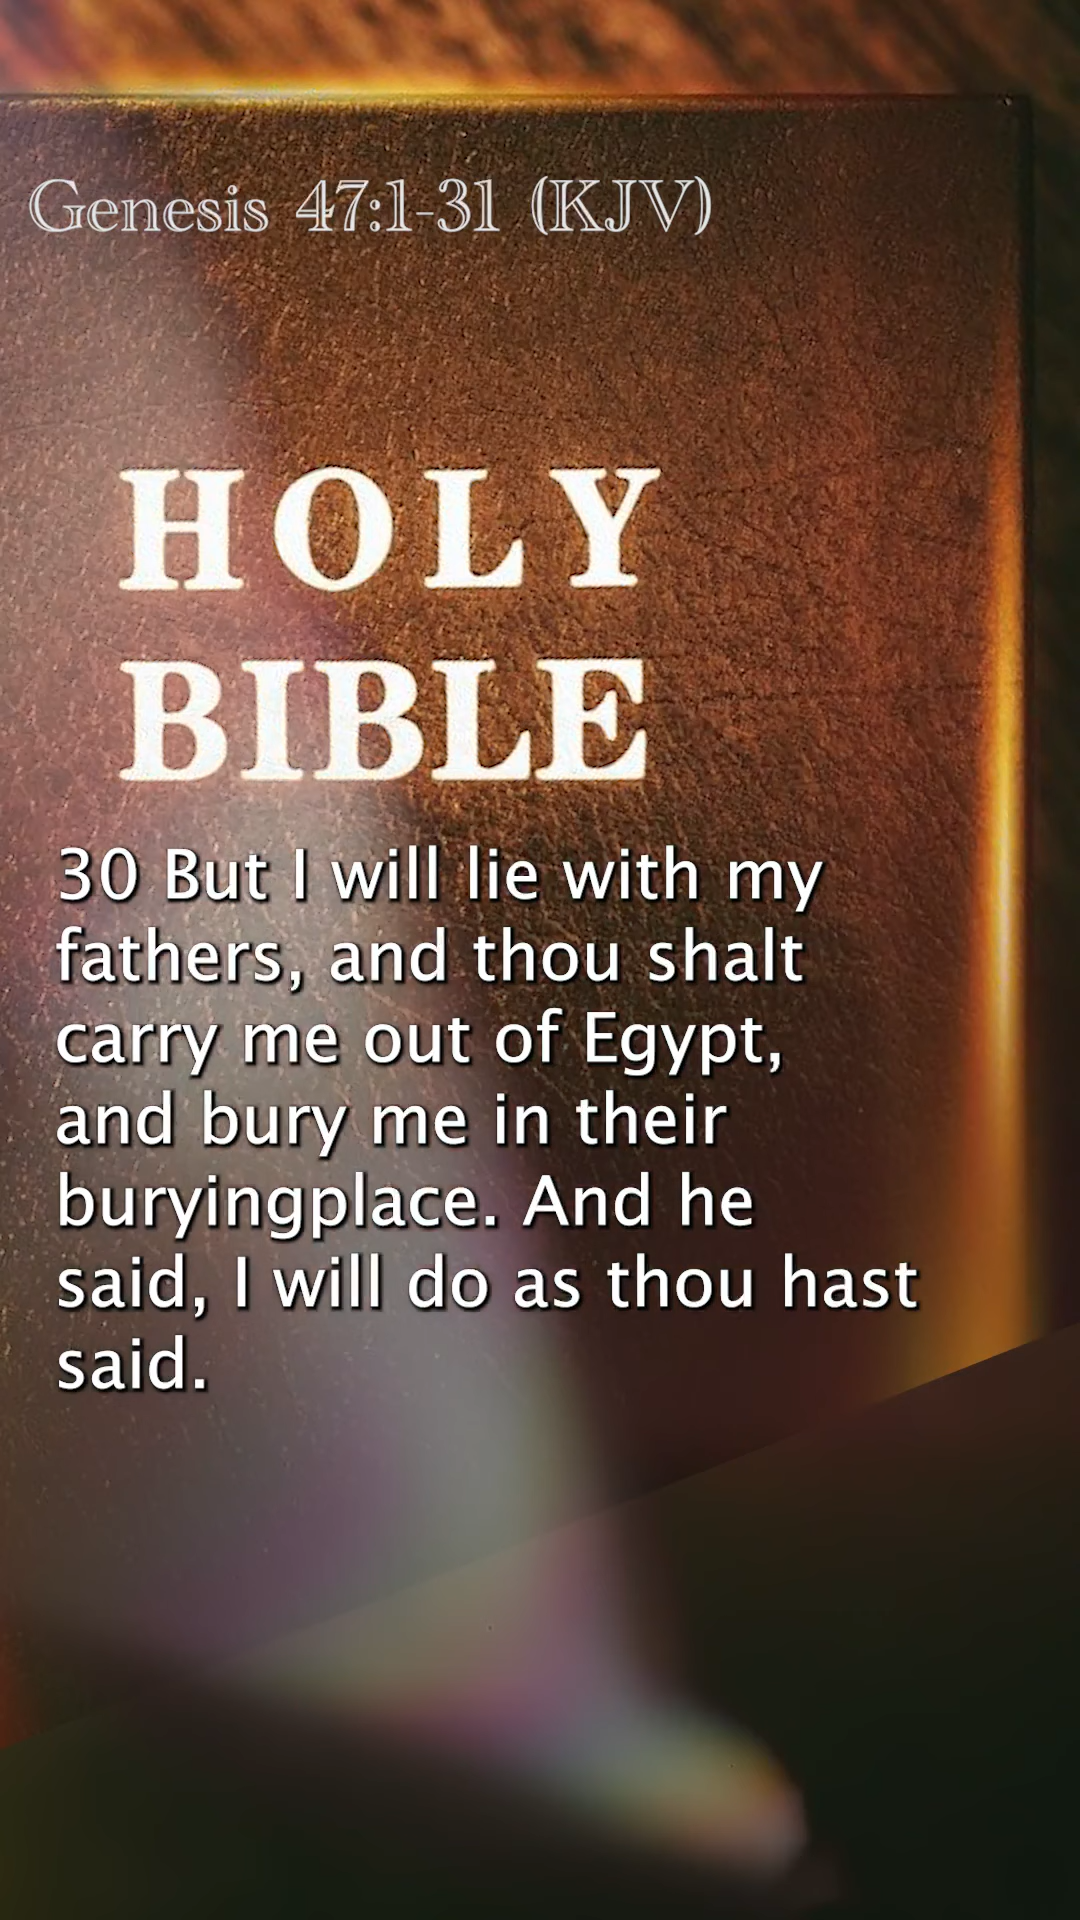 Genesis 47:1-31 (KJV)
HOLY
BIBLE
30 But I will lie with my
fathers, and thou shalt
carry me out of Egypt,
and bury me in their
buryingplace. And he
said, I will do as thou hast
said.